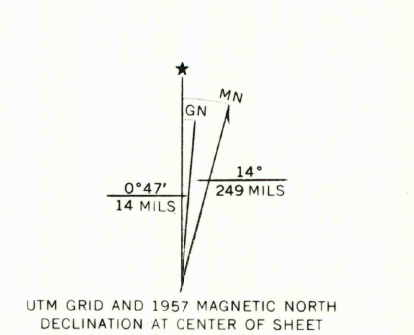 ★
MN
GN
14°
249 MILS
0°47'
14 MILS
UTM GRID AND 1957 MAGNETIC NORTH
DECLINATION AT CENTER OF SHEET